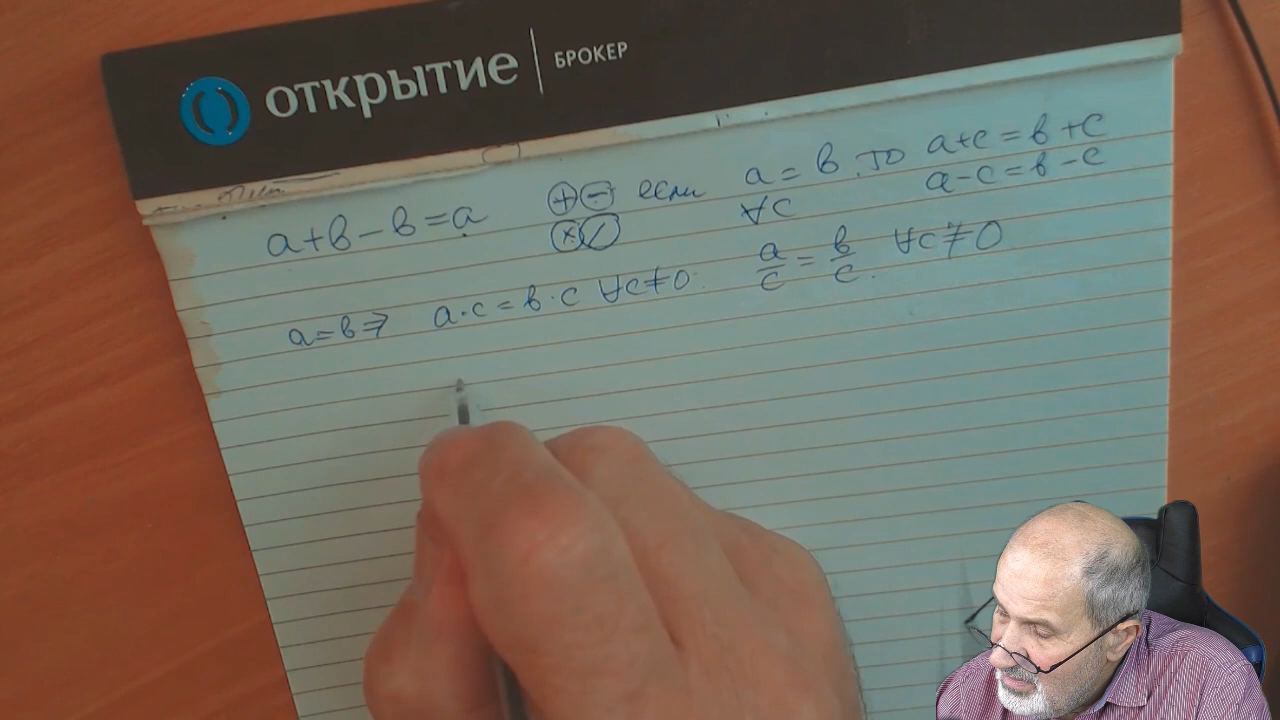 ОТКРЫТИЕ | БРОКЕР
a+в-в=a ⊕⊖ если a=в, то a+c=в+c
∀c a-c=в-c
a=в⇒ a·c=в·c ∀c≠0. a/c=в/c. ∀c≠0